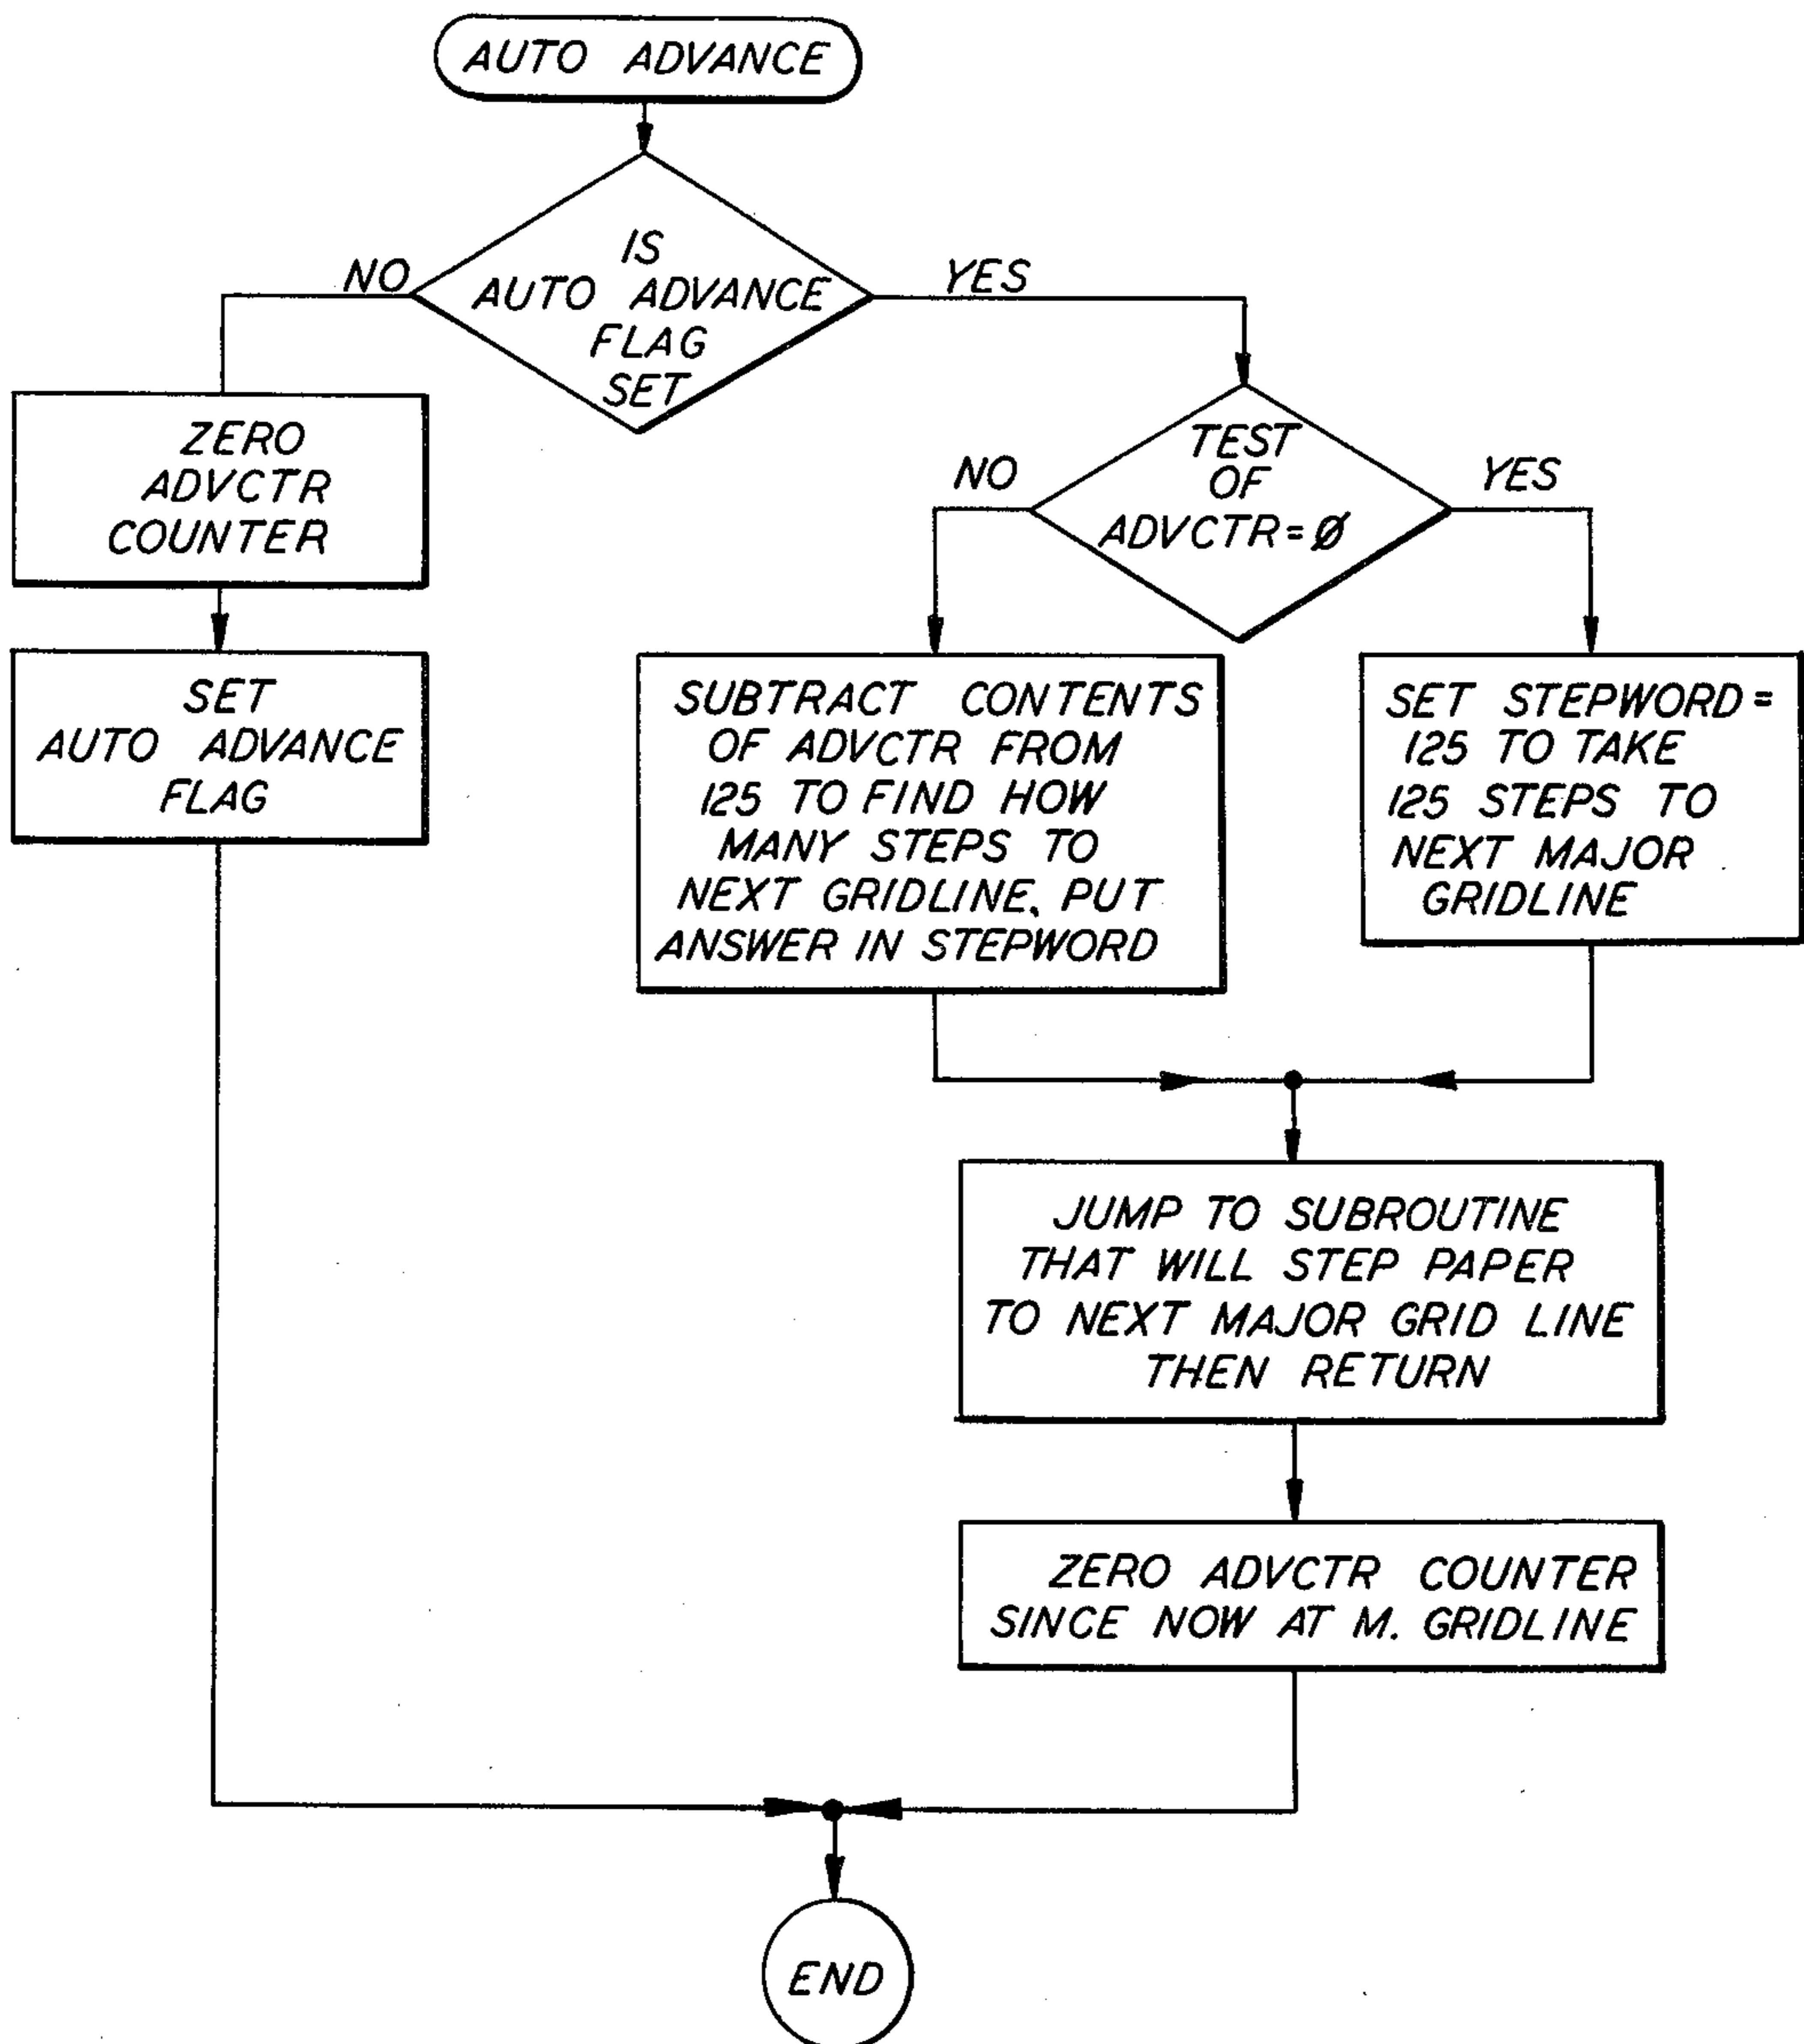 AUTO ADVANCE
IS
AUTO ADVANCE
FLAG
SET
NO
YES
ZERO
ADVCTR
COUNTER
SET
AUTO ADVANCE
FLAG
TEST
OF
ADVCTR=Ø
NO
YES
SUBTRACT CONTENTS
OF ADVCTR FROM
125 TO FIND HOW
MANY STEPS TO
NEXT GRIDLINE, PUT
ANSWER IN STEPWORD
SET STEPWORD=
125 TO TAKE
125 STEPS TO
NEXT MAJOR
GRIDLINE
JUMP TO SUBROUTINE
THAT WILL STEP PAPER
TO NEXT MAJOR GRID LINE
THEN RETURN
ZERO ADVCTR COUNTER
SINCE NOW AT M. GRIDLINE
END